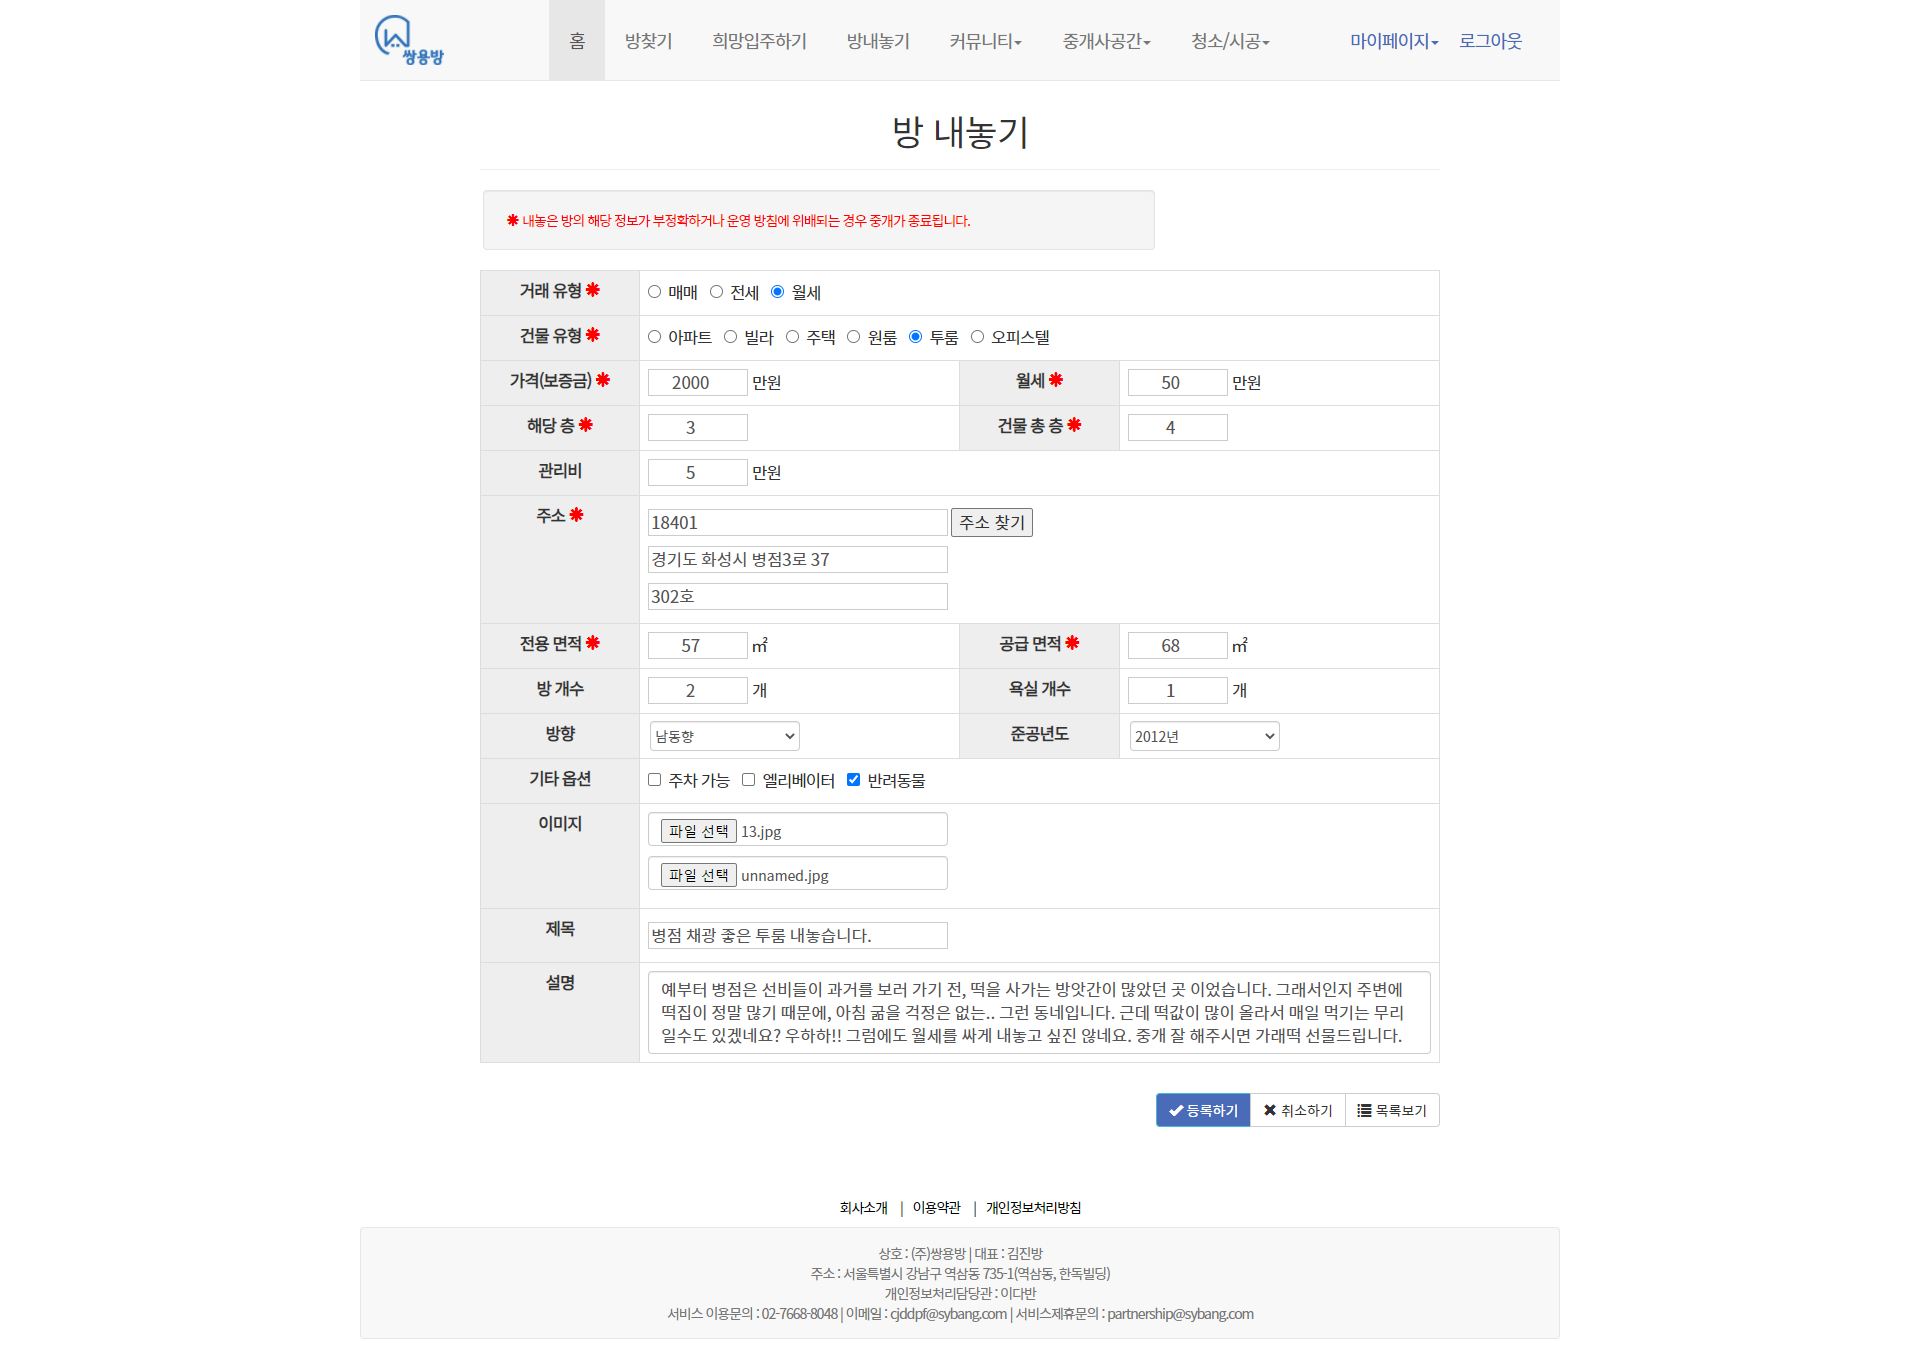 쌍용방 홈 방찾기 희망입주하기 방내놓기 커뮤니티 중개사공간 청소/시공 마이페이지 로그아웃
방 내놓기
✱ 내놓은 방의 해당 정보가 부정확하거나 운영 방침에 위배되는 경우 중개가 종료됩니다.
거래 유형 ✱ 매매 전세 월세
건물 유형 ✱ 아파트 빌라 주택 원룸 투룸 오피스텔
가격(보증금) ✱ 2000 만원 월세 ✱ 50 만원
해당 층 ✱ 3 건물 총 층 ✱ 4
관리비 5 만원
주소 ✱ 18401 주소 찾기
경기도 화성시 병점3로 37
302호
전용 면적 ✱ 57 ㎡ 공급 면적 ✱ 68 ㎡
방 개수 2 개 욕실 개수 1 개
방향 남동향 준공년도 2012년
기타 옵션 주차 가능 엘리베이터 반려동물
이미지 파일 선택 13.jpg
파일 선택 unnamed.jpg
제목 병점 채광 좋은 투룸 내놓습니다.
설명 예부터 병점은 선비들이 과거를 보러 가기 전, 떡을 사가는 방앗간이 많았던 곳 이었습니다. 그래서인지 주변에
떡집이 정말 많기 때문에, 아침 굶을 걱정은 없는.. 그런 동네입니다. 근데 떡값이 많이 올라서 매일 먹기는 무리
일수도 있겠네요? 우하하!! 그럼에도 월세를 싸게 내놓고 싶진 않네요. 중개 잘 해주시면 가래떡 선물드립니다.
등록하기 취소하기 목록보기
회사소개 | 이용약관 | 개인정보처리방침
상호 : (주)쌍용방 | 대표 : 김진방
주소 : 서울특별시 강남구 역삼동 735-1(역삼동, 한독빌딩)
개인정보처리담당관 : 이다반
서비스 이용문의 : 02-7668-8048 | 이메일 : cjddpf@sybang.com | 서비스제휴문의 : partnership@sybang.com